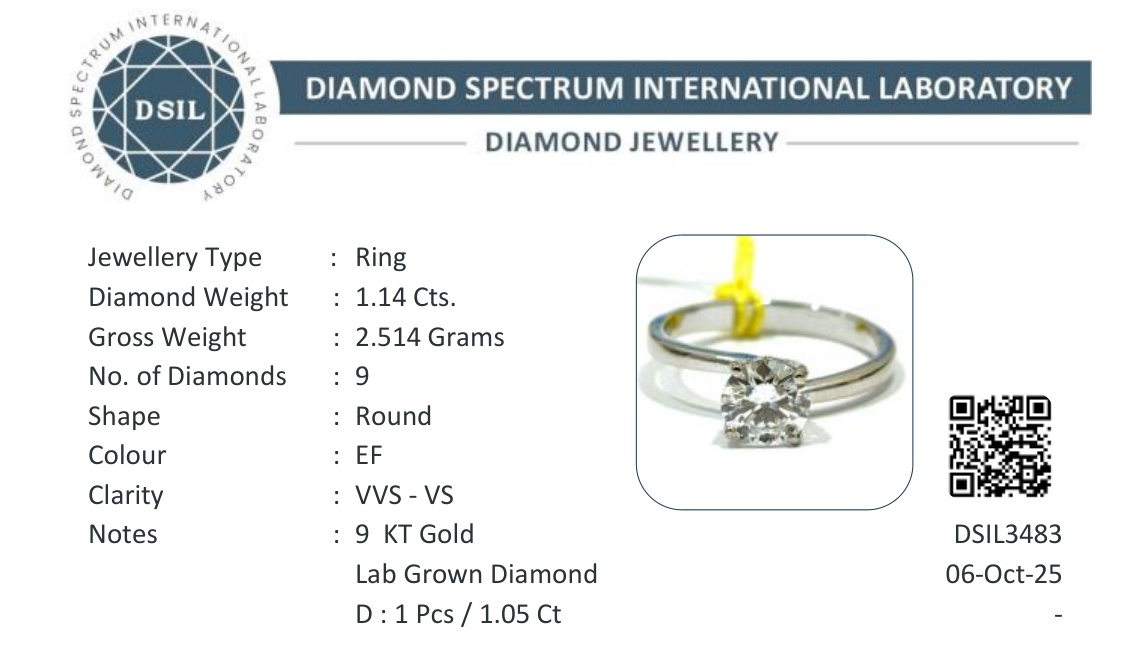 DIAMOND SPECTRUM INTERNATIONAL LABORATORY
DSIL
DIAMOND SPECTRUM INTERNATIONAL LABORATORY
DIAMOND JEWELLERY
Jewellery Type : Ring
Diamond Weight : 1.14 Cts.
Gross Weight : 2.514 Grams
No. of Diamonds : 9
Shape : Round
Colour : EF
Clarity : VVS - VS
Notes : 9 KT Gold
DSIL3483
Lab Grown Diamond
06-Oct-25
D : 1 Pcs / 1.05 Ct
-